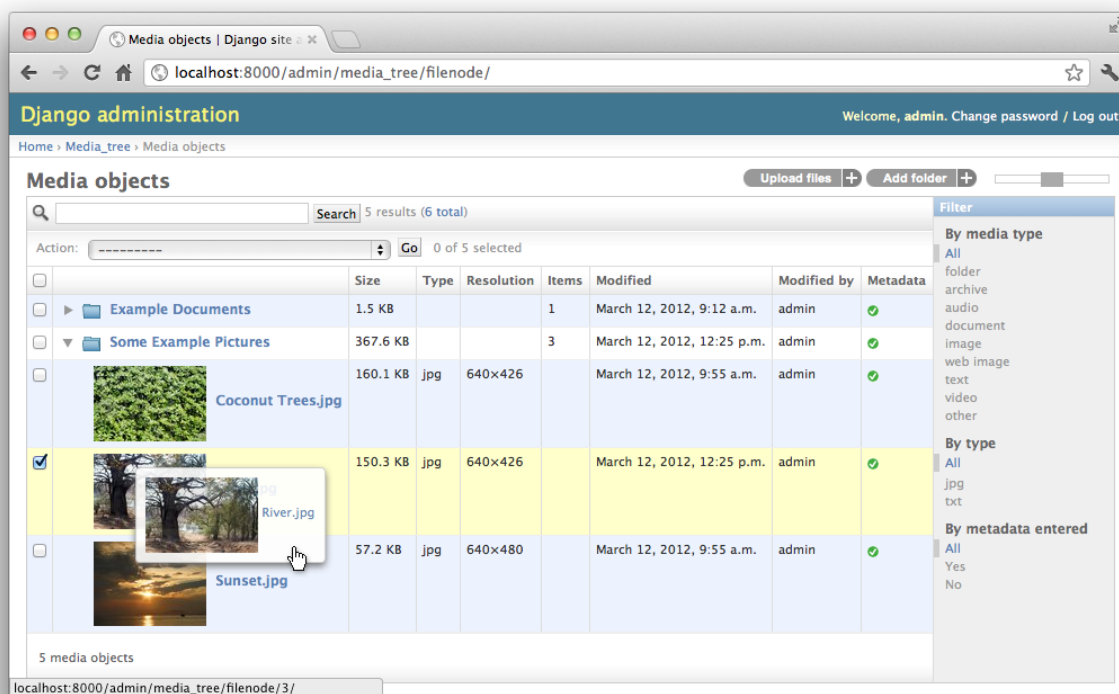 Media objects | Django site a
localhost:8000/admin/media_tree/filenode/
Django administration
Welcome, admin. Change password / Log out
Home › Media_tree › Media objects
Media objects
Upload files
Add folder
Search 5 results (6 total)
Action: --------- Go 0 of 5 selected
Size Type Resolution Items Modified Modified by Metadata
Example Documents 1.5 KB 1 March 12, 2012, 9:12 a.m. admin
Some Example Pictures 367.6 KB 3 March 12, 2012, 12:25 p.m. admin
Coconut Trees.jpg 160.1 KB jpg 640×426 March 12, 2012, 9:55 a.m. admin
150.3 KB jpg 640×426 March 12, 2012, 12:25 p.m. admin
River.jpg
Sunset.jpg 57.2 KB jpg 640×480 March 12, 2012, 9:55 a.m. admin
5 media objects
Filter
By media type
All
folder
archive
audio
document
image
web image
text
video
other
By type
All
jpg
txt
By metadata entered
All
Yes
No
localhost:8000/admin/media_tree/filenode/3/